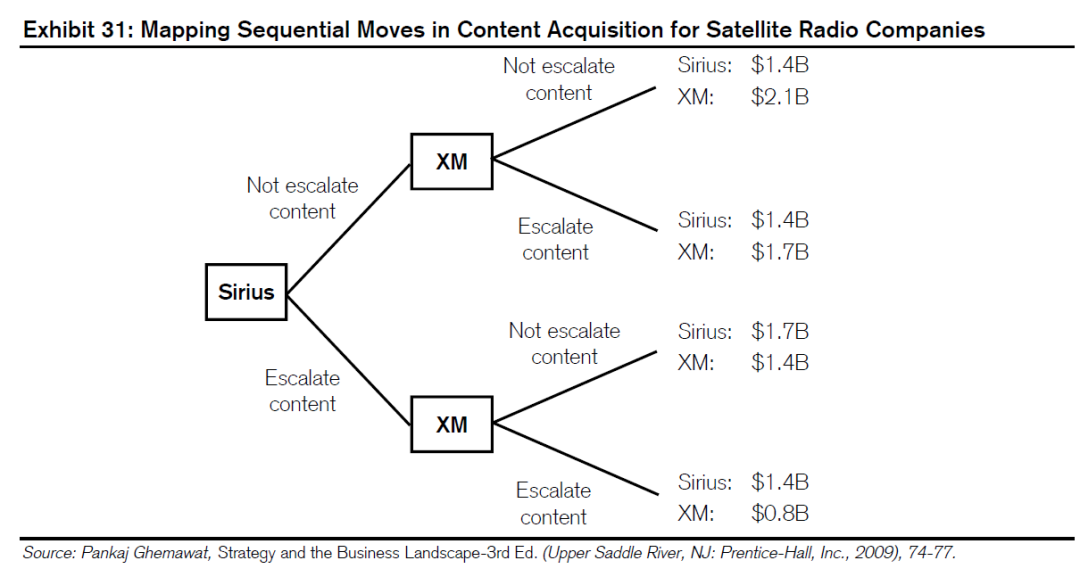 Exhibit 31: Mapping Sequential Moves in Content Acquisition for Satellite Radio Companies
Not escalate
content
Sirius: $1.4B
XM: $2.1B
XM
Not escalate
content
Escalate
content
Sirius: $1.4B
XM: $1.7B
Sirius
Not escalate
content
Sirius: $1.7B
XM: $1.4B
Escalate
content
XM
Escalate
content
Sirius: $1.4B
XM: $0.8B
Source: Pankaj Ghemawat, Strategy and the Business Landscape-3rd Ed. (Upper Saddle River, NJ: Prentice-Hall, Inc., 2009), 74-77.